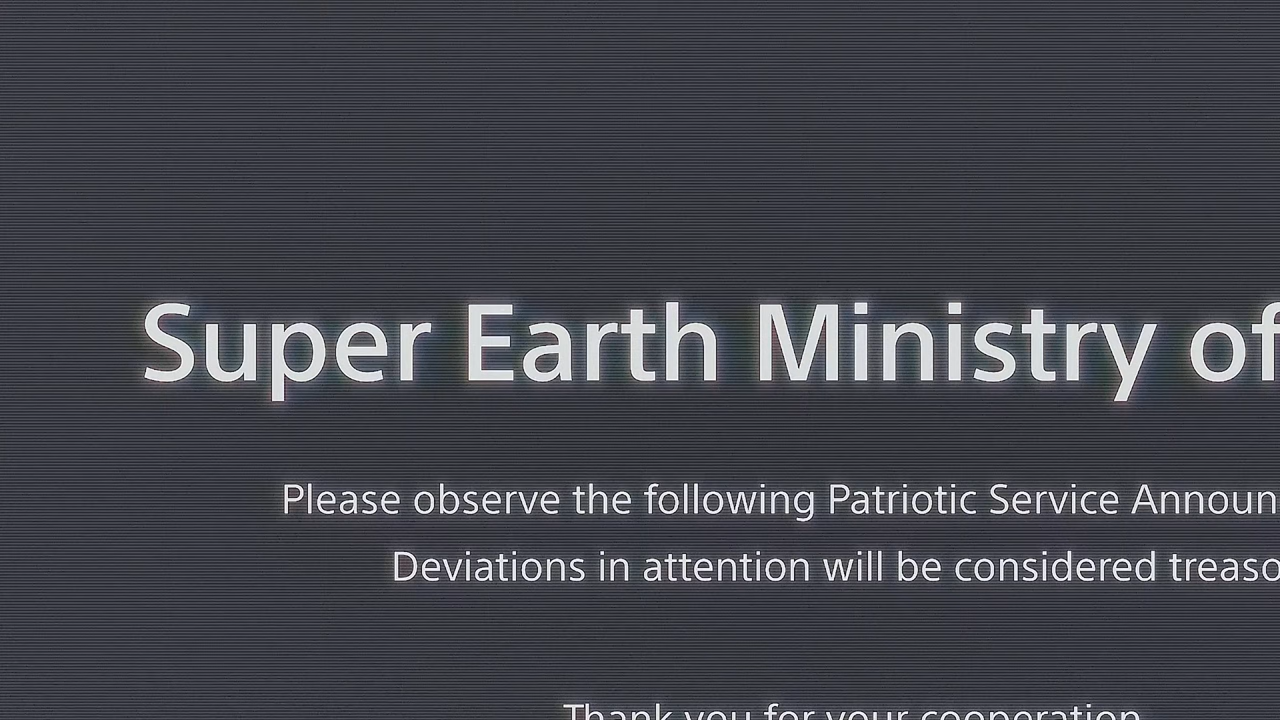 Super Earth Ministry of
Please observe the following Patriotic Service Announ
Deviations in attention will be considered treaso
Thank you for your cooperation